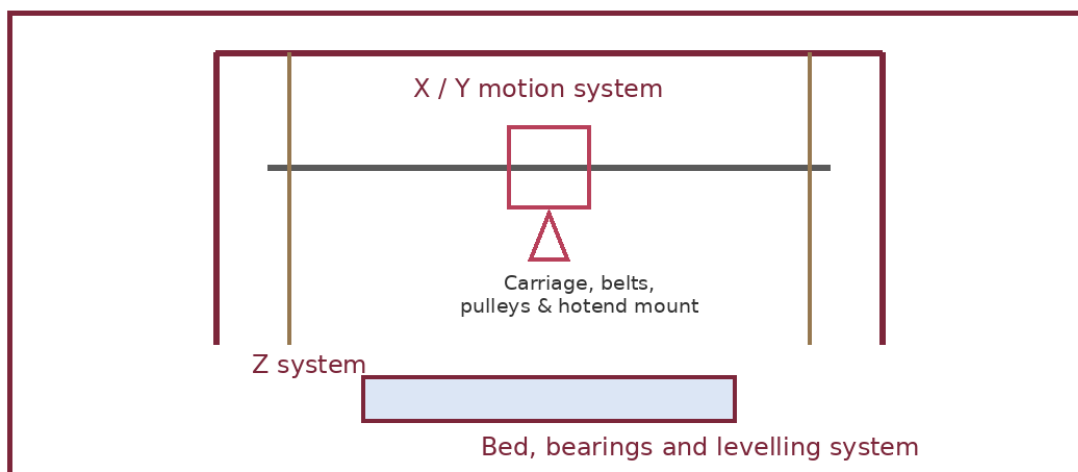 X / Y motion system
Carriage, belts,
pulleys & hotend mount
Z system
Bed, bearings and levelling system